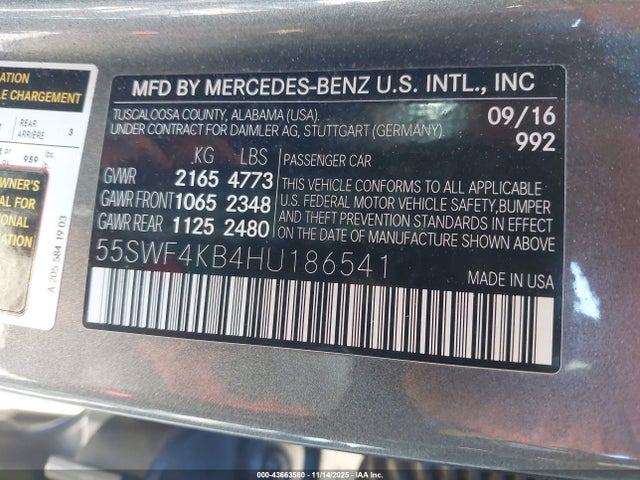 ATION
LE CHARGEMENT
REAR
ARRIÈRE 3
959 lb.
WNER'S
AL FOR
TIONAL
ATION
A 205 584 19 03
MFD BY MERCEDES-BENZ U.S. INTL., INC
TUSCALOOSA COUNTY, ALABAMA (USA). 09/16
UNDER CONTRACT FOR DAIMLER AG, STUTTGART (GERMANY). 992
KG LBS PASSENGER CAR
GVWR 2165 4773
GAWR FRONT 1065 2348
GAWR REAR 1125 2480
THIS VEHICLE CONFORMS TO ALL APPLICABLE
U.S. FEDERAL MOTOR VEHICLE SAFETY,BUMPER
AND THEFT PREVENTION STANDARDS IN EFFECT
ON THE DATE OF MANUFACTURE SHOWN ABOVE
55SWF4KB4HU186541
MADE IN USA
000-43663580 - 11/14/2025 - IAAI